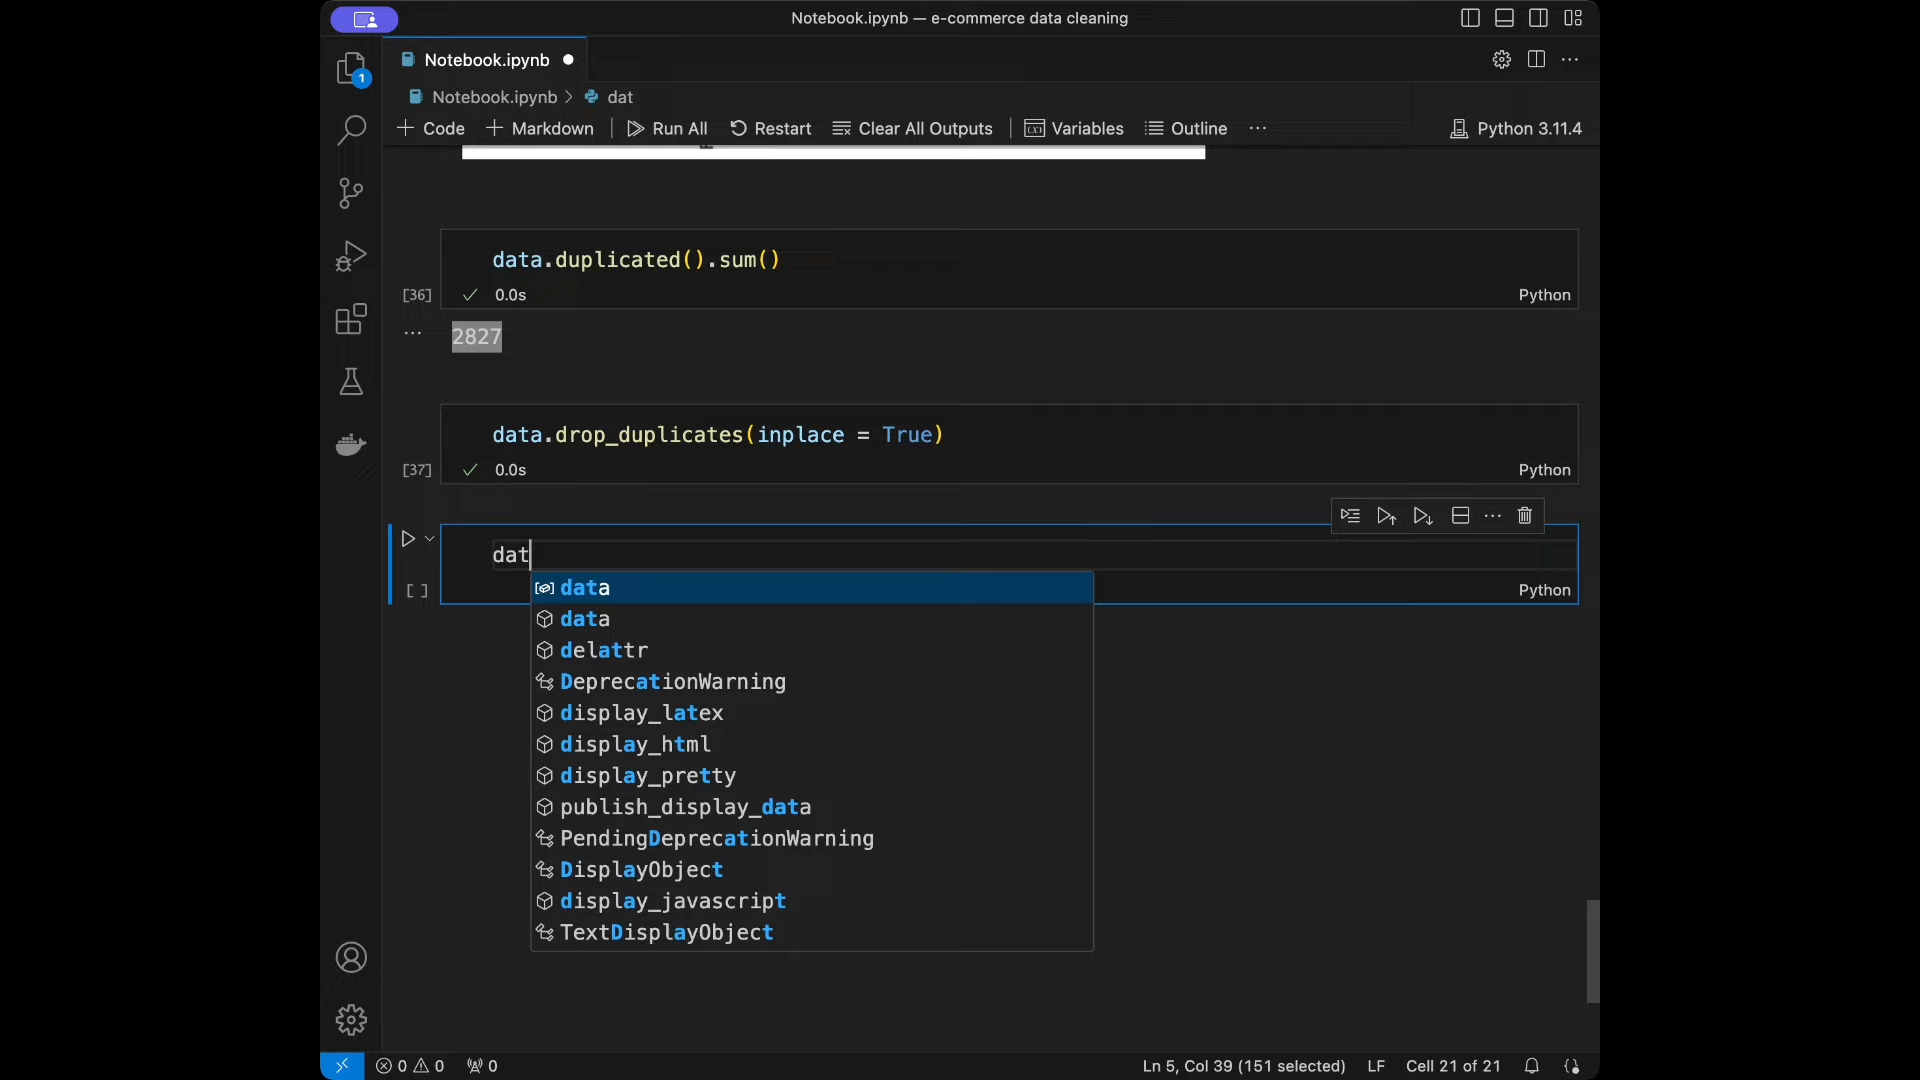 Notebook.ipynb — e-commerce data cleaning
1
Notebook.ipynb
Notebook.ipynb > dat
+ Code + Markdown Run All Restart Clear All Outputs Variables Outline ... Python 3.11.4
data.duplicated().sum()
[36] 0.0s Python
... 2827
data.drop_duplicates(inplace = True)
[37] 0.0s Python
dat
[ ] Python
data
data
delattr
DeprecationWarning
display_latex
display_html
display_pretty
publish_display_data
PendingDeprecationWarning
DisplayObject
display_javascript
TextDisplayObject
0 0 0 Ln 5, Col 39 (151 selected) LF Cell 21 of 21